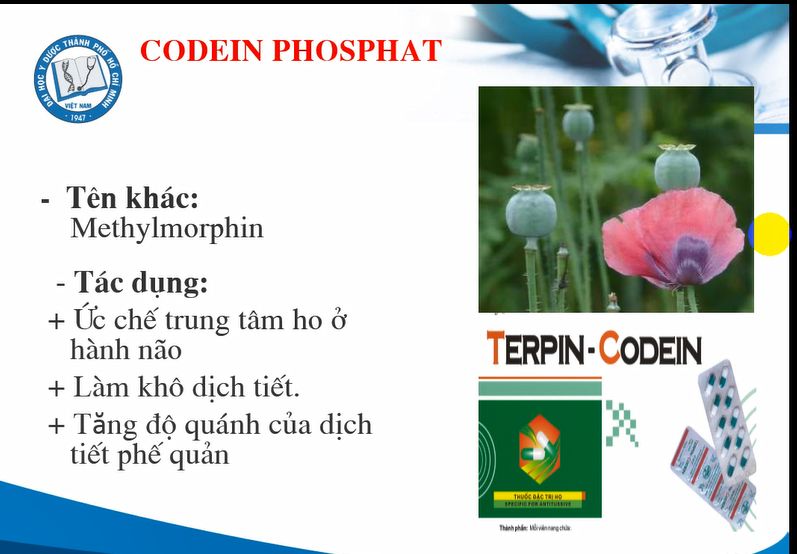 CODEIN PHOSPHAT
ĐẠI HỌC Y DƯỢC THÀNH PHỐ HỒ CHÍ MINH
VIỆT NAM
1947
- Tên khác:
Methylmorphin
- Tác dụng:
+ Ức chế trung tâm ho ở
hành não
+ Làm khô dịch tiết.
+ Tăng độ quánh của dịch
tiết phế quản
TERPIN - CODEIN
THUỐC ĐẶC TRỊ HO
SPECIFIC FOR ANTITUSSIVE
Thành phần: Mỗi viên nang chứa: